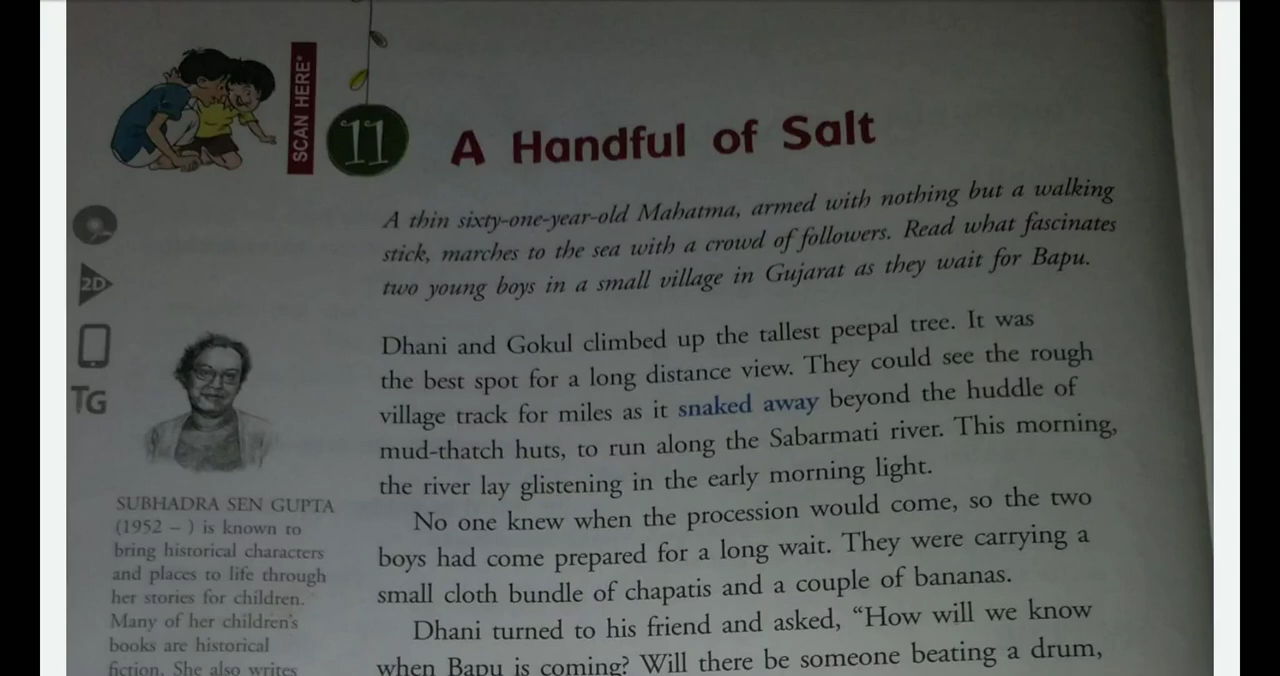 SCAN HERE*
11
A Handful of Salt
A thin sixty-one-year-old Mahatma, armed with nothing but a walking
stick, marches to the sea with a crowd of followers. Read what fascinates
two young boys in a small village in Gujarat as they wait for Bapu.
2D
TG
Dhani and Gokul climbed up the tallest peepal tree. It was
the best spot for a long distance view. They could see the rough
village track for miles as it snaked away beyond the huddle of
mud-thatch huts, to run along the Sabarmati river. This morning,
the river lay glistening in the early morning light.
No one knew when the procession would come, so the two
boys had come prepared for a long wait. They were carrying a
small cloth bundle of chapatis and a couple of bananas.
Dhani turned to his friend and asked, “How will we know
when Bapu is coming? Will there be someone beating a drum,
SUBHADRA SEN GUPTA
(1952 – ) is known to
bring historical characters
and places to life through
her stories for children.
Many of her children's
books are historical
fiction. She also writes